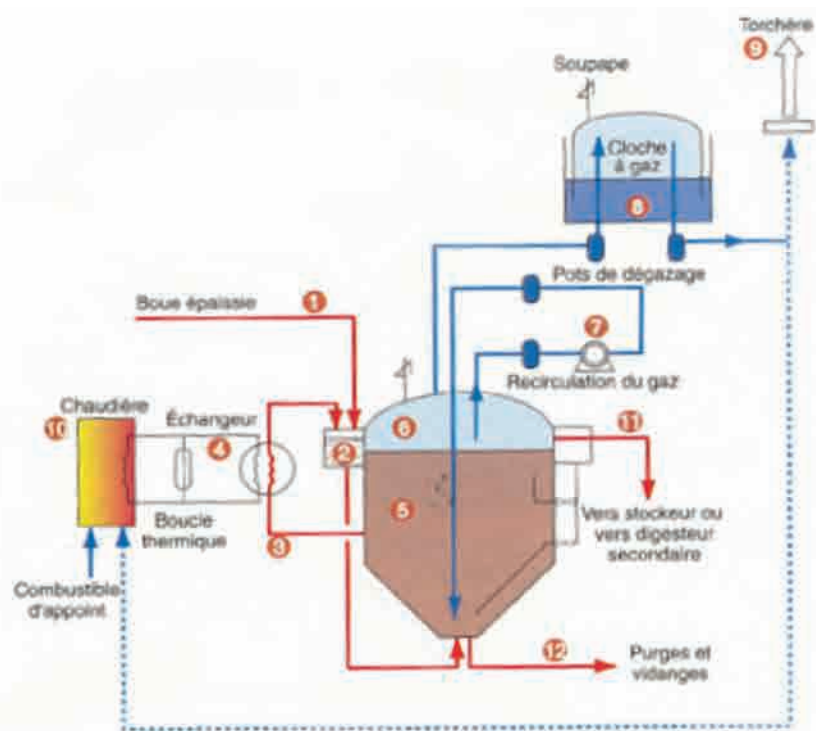 Torchère
9
Soupape
Cloche
à gaz
8
Pots de dégazage
Boue épaissie
1
7
Recirculation du gaz
Chaudière
10
Échangeur
4
2
6
11
5
Boucle
thermique
3
Vers stockeur ou
vers digesteur
secondaire
Combustible
d'appoint
12
Purges et
vidanges